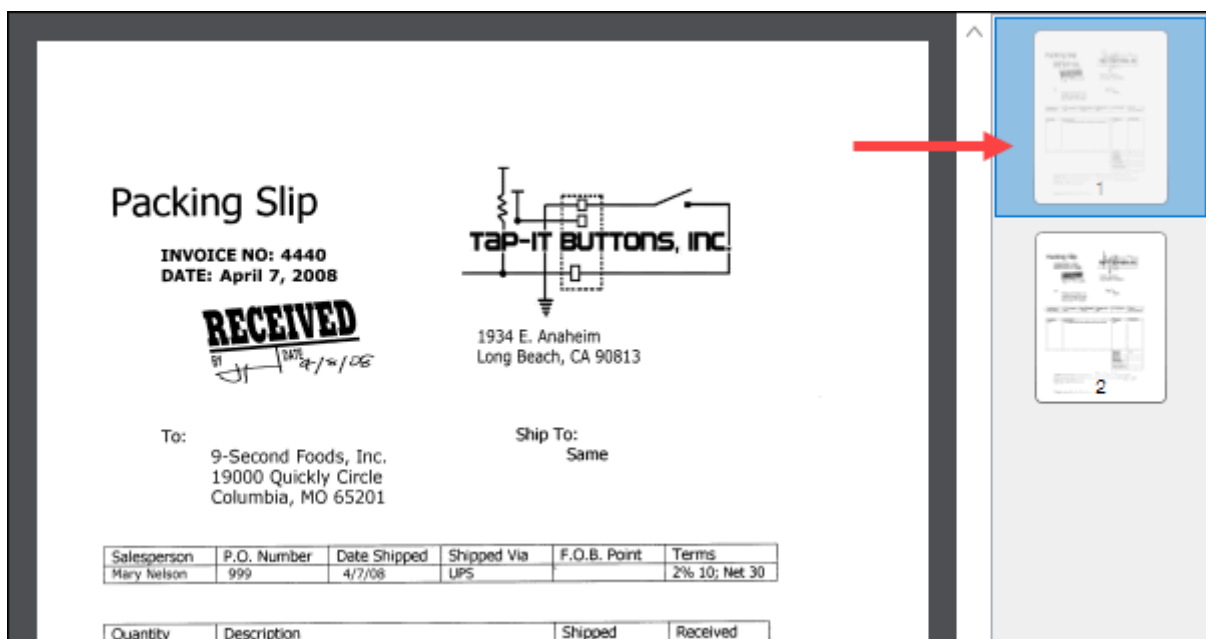 Packing Slip
INVOICE NO: 4440
DATE: April 7, 2008
RECEIVED
BY
DATE 4/8/08
TAP-IT BUTTONS, INC.
1934 E. Anaheim
Long Beach, CA 90813
To:
9-Second Foods, Inc.
19000 Quickly Circle
Columbia, MO 65201
Ship To:
Same
Salesperson P.O. Number Date Shipped Shipped Via F.O.B. Point Terms
Mary Nelson 999 4/7/08 UPS 2% 10; Net 30
Quantity Description Shipped Received
1
2